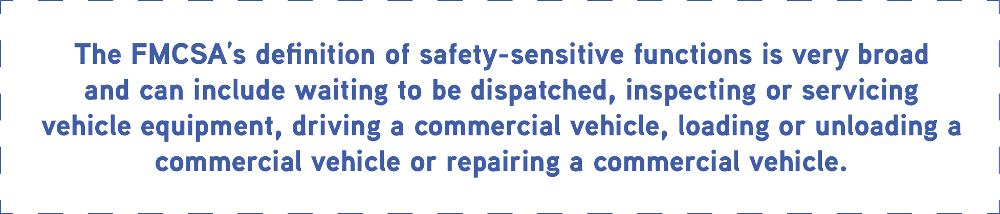 The FMCSA’s definition of safety-sensitive functions is very broad
and can include waiting to be dispatched, inspecting or servicing
vehicle equipment, driving a commercial vehicle, loading or unloading a
commercial vehicle or repairing a commercial vehicle.